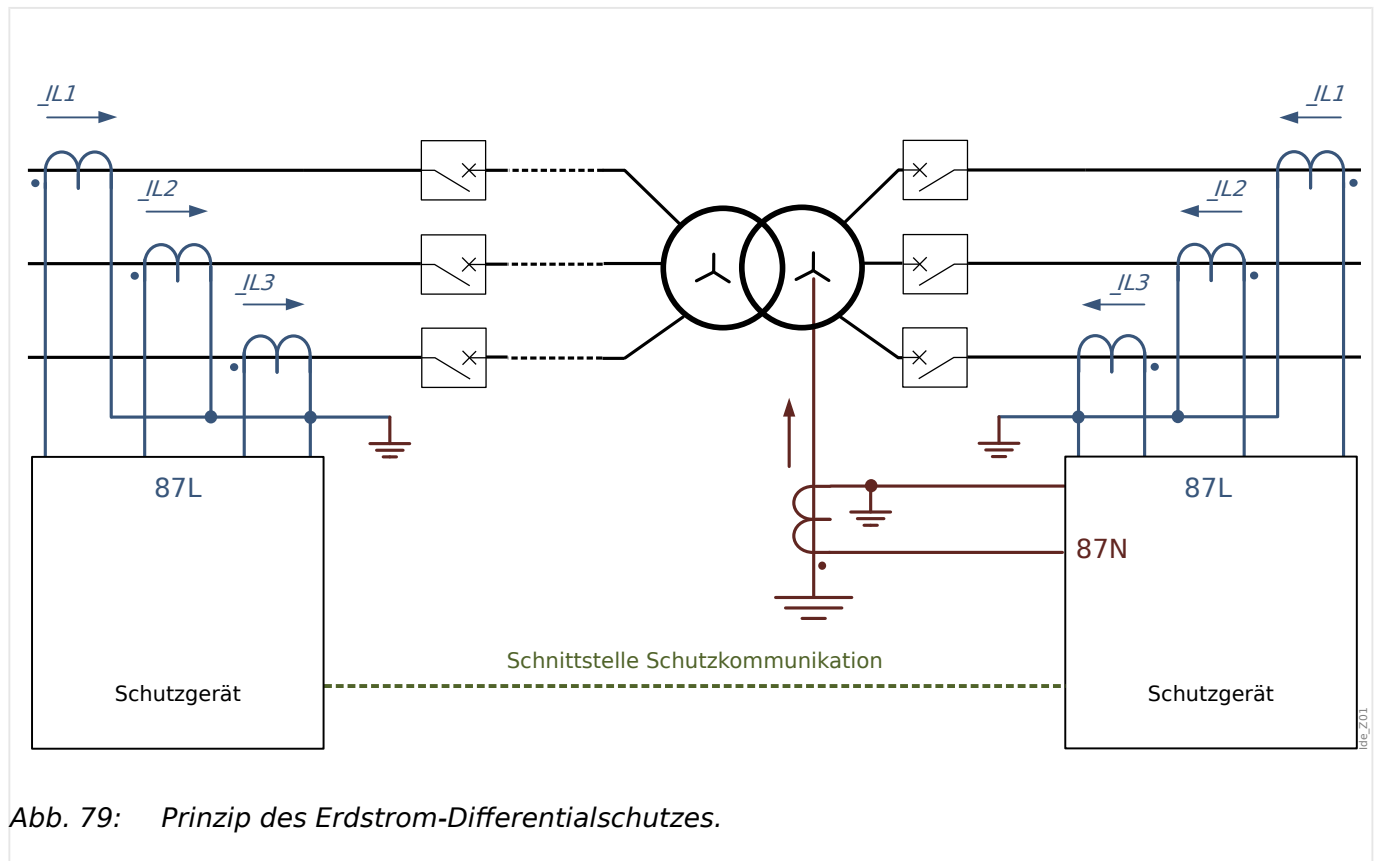 _IL1
_IL1
_IL2
_IL2
_IL3
_IL3
87L
87L
87N
Schnittstelle Schutzkommunikation
Schutzgerät
Schutzgerät
Ide_Z01
Abb. 79: Prinzip des Erdstrom-Differentialschutzes.